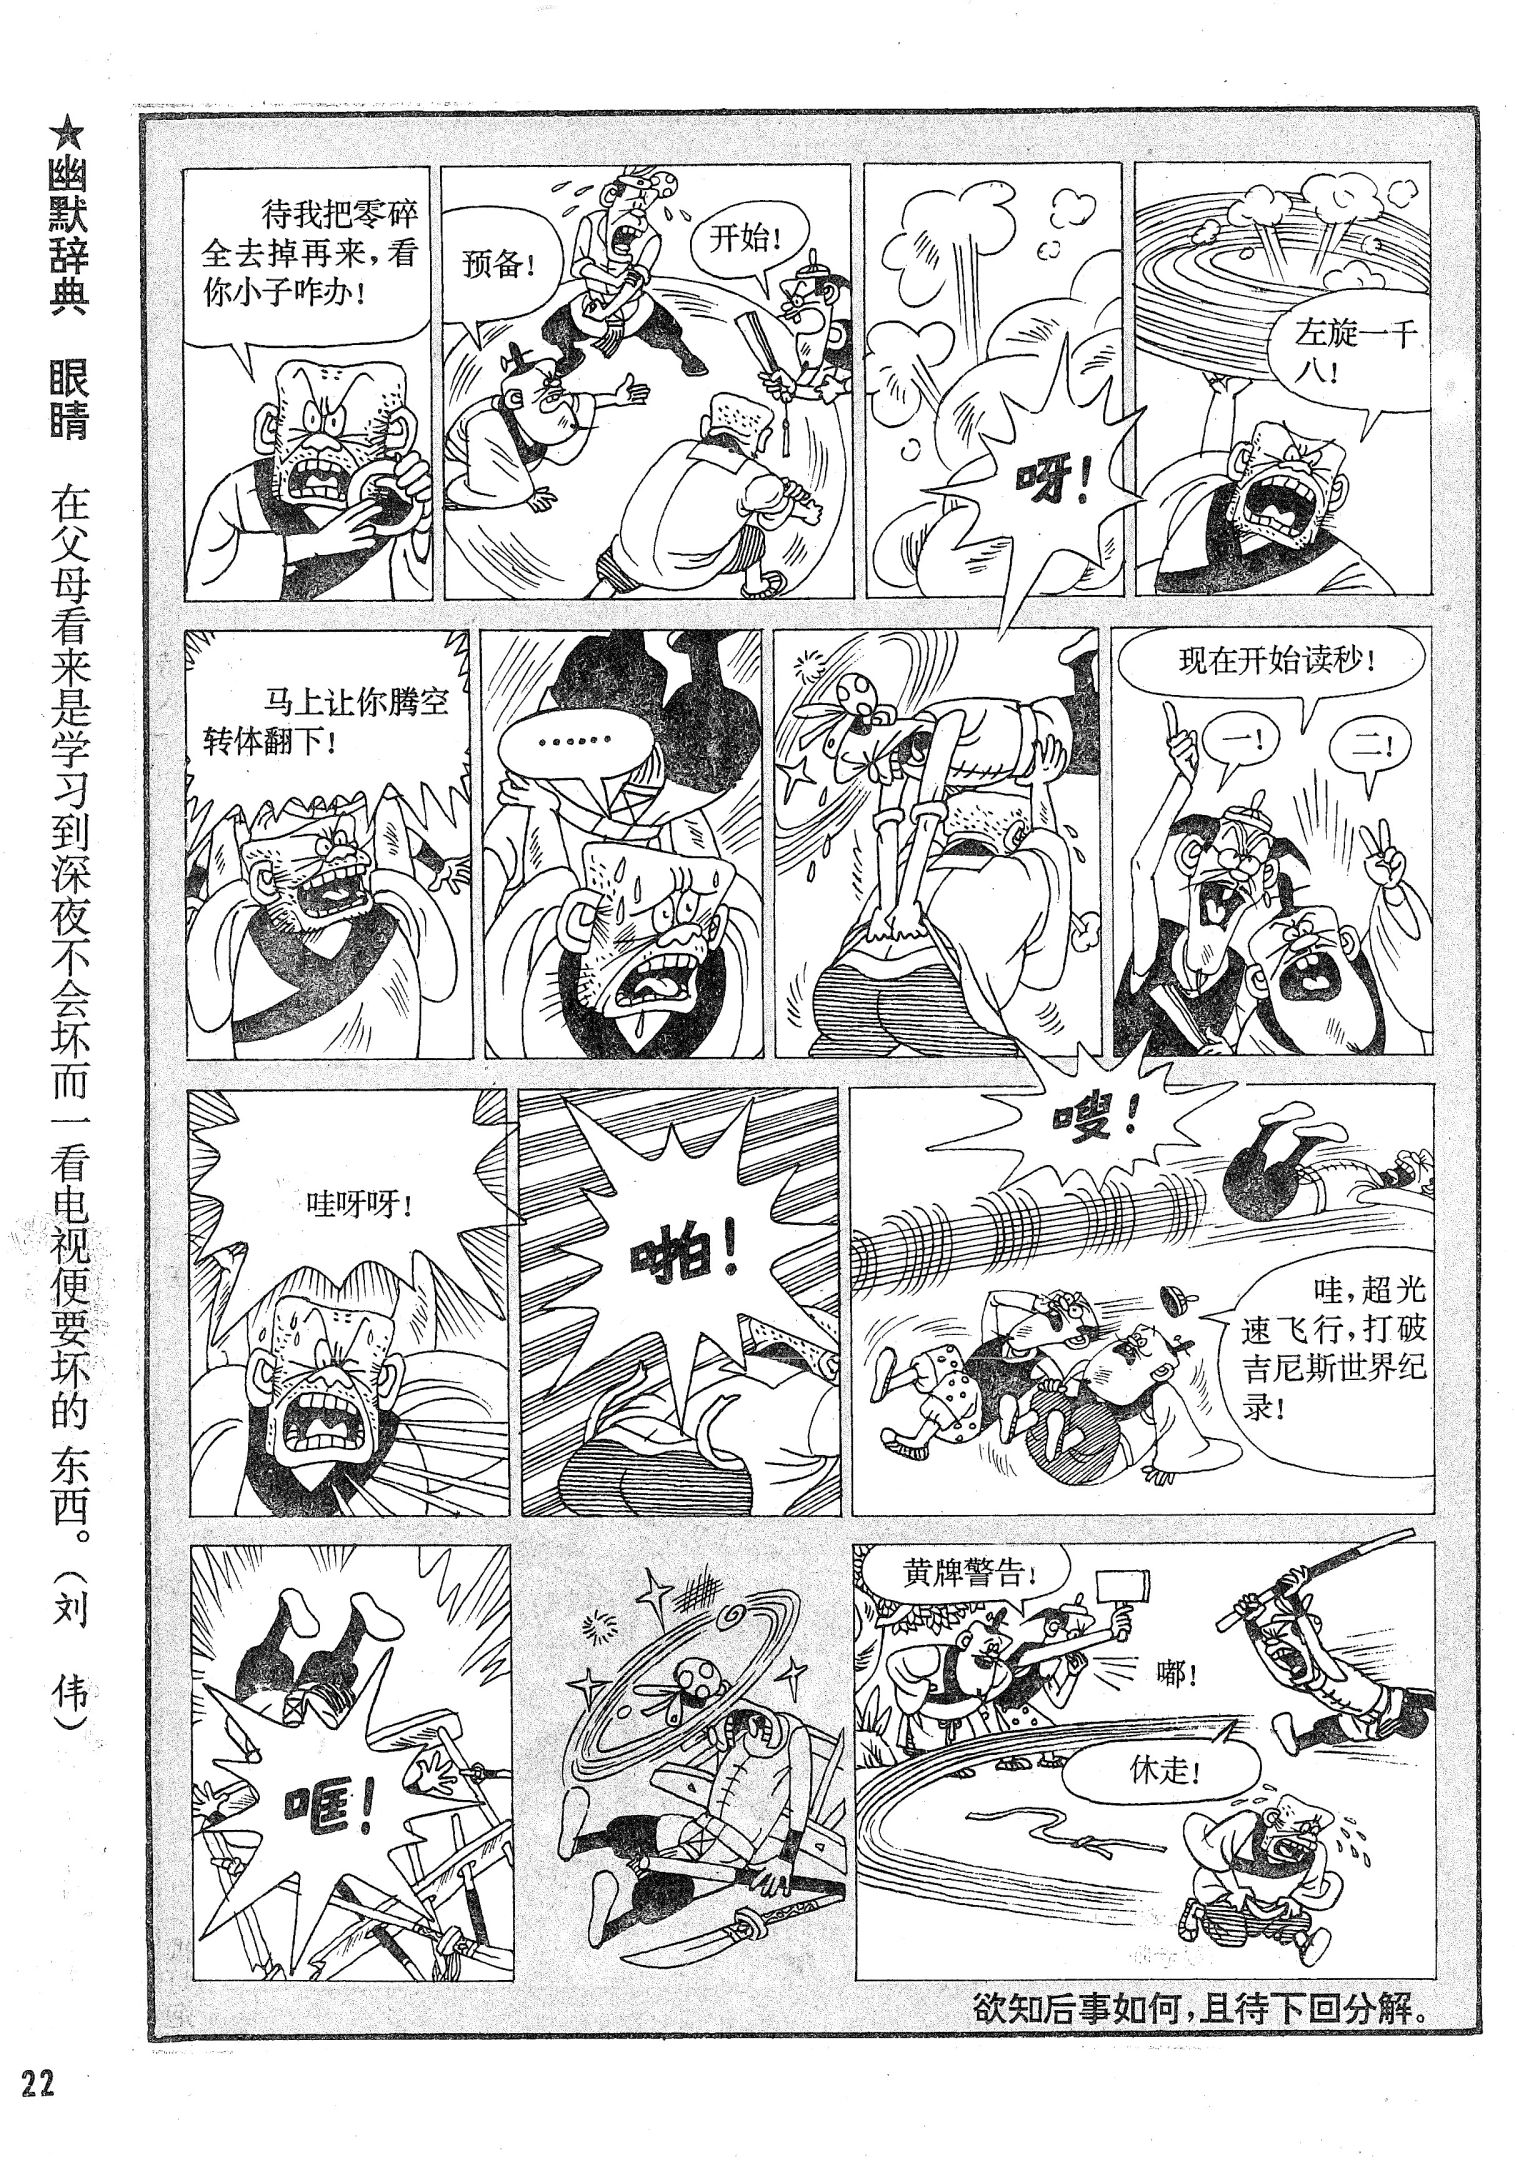 ★幽默辞典 眼睛 在父母看来是学习到深夜不会坏而一看电视便要坏的东西。（刘 伟）
待我把零碎
全去掉再来，看
你小子咋办！
预备！
开始！
呀！
左旋一千
八！
马上让你腾空
转体翻下！
……
现在开始读秒！
一！
二！
哇呀呀！
啪！
嗖！
哇，超光
速飞行，打破
吉尼斯世界纪
录！
哐！
黄牌警告！
嘟！
休走！
欲知后事如何，且待下回分解。
22